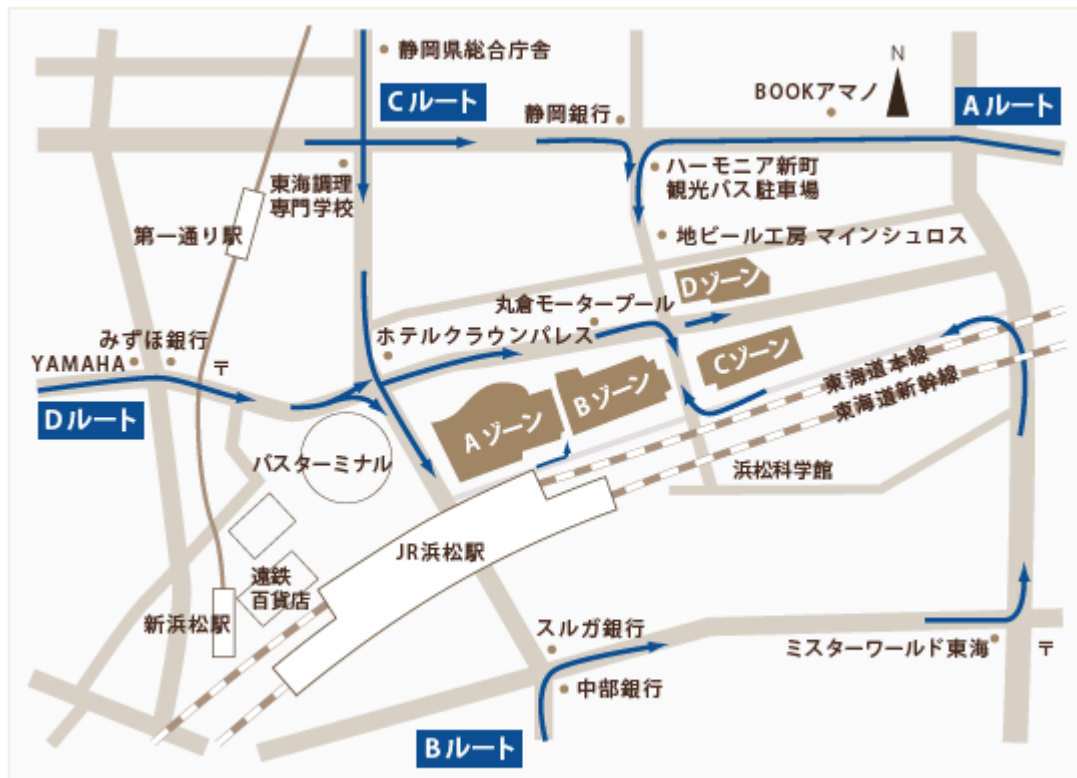 静岡県総合庁舎
N
Cルート
BOOKアマノ
Aルート
静岡銀行
ハーモニア新町
観光バス駐車場
東海調理
専門学校
第一通り駅
地ビール工房 マインシュロス
Dゾーン
丸倉モータープール
みずほ銀行
ホテルクラウンパレス
YAMAHA
〒
Cゾーン
東海道本線
東海道新幹線
Bゾーン
Dルート
Aゾーン
バスターミナル
浜松科学館
JR浜松駅
遠鉄
百貨店
新浜松駅
スルガ銀行
ミスターワールド東海
〒
中部銀行
Bルート